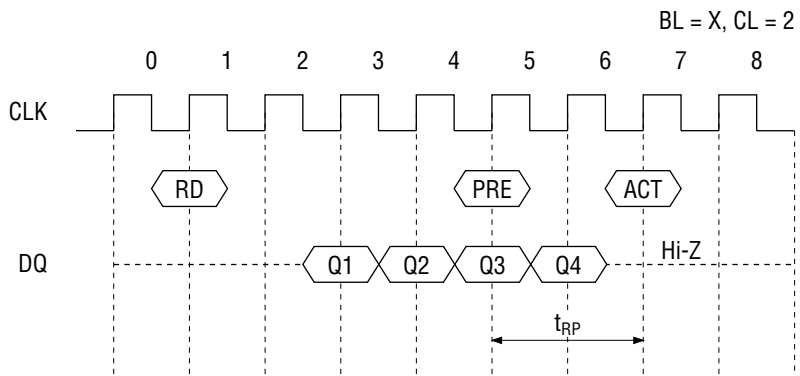 BL = X, CL = 2
0 1 2 3 4 5 6 7 8
CLK
RD PRE ACT
DQ Q1 Q2 Q3 Q4 Hi-Z
tRP